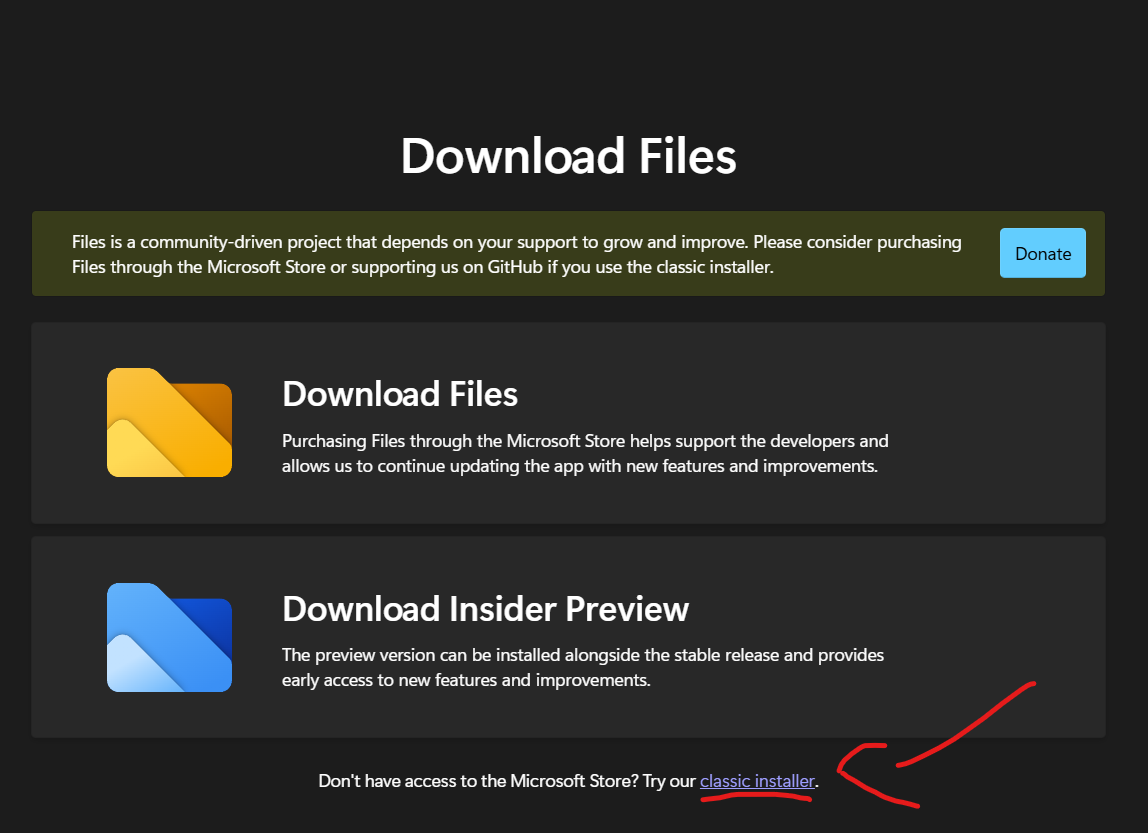 Download Files
Files is a community-driven project that depends on your support to grow and improve. Please consider purchasing
Files through the Microsoft Store or supporting us on GitHub if you use the classic installer.
Donate
Download Files
Purchasing Files through the Microsoft Store helps support the developers and
allows us to continue updating the app with new features and improvements.
Download Insider Preview
The preview version can be installed alongside the stable release and provides
early access to new features and improvements.
Don't have access to the Microsoft Store? Try our classic installer.